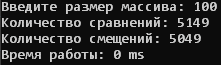 Введите размер массива: 100
Количество сравнений: 5149
Количество смещений: 5049
Время работы: 0 ms